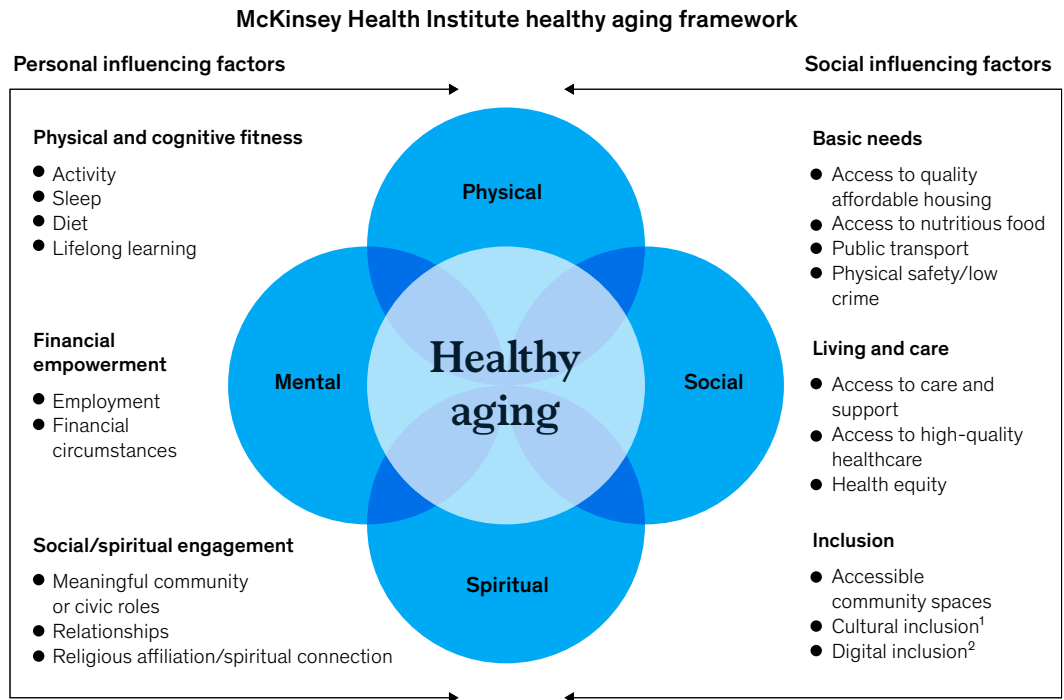 McKinsey Health Institute healthy aging framework
Personal influencing factors
Physical and cognitive fitness
● Activity
● Sleep
● Diet
● Lifelong learning
Financial
empowerment
● Employment
● Financial
circumstances
Social/spiritual engagement
● Meaningful community
or civic roles
● Relationships
● Religious affiliation/spiritual connection
Physical
Mental
Healthy
aging
Social
Spiritual
Social influencing factors
Basic needs
● Access to quality
affordable housing
● Access to nutritious food
● Public transport
● Physical safety/low
crime
Living and care
● Access to care and
support
● Access to high-quality
healthcare
● Health equity
Inclusion
● Accessible
community spaces
● Cultural inclusion¹
● Digital inclusion²